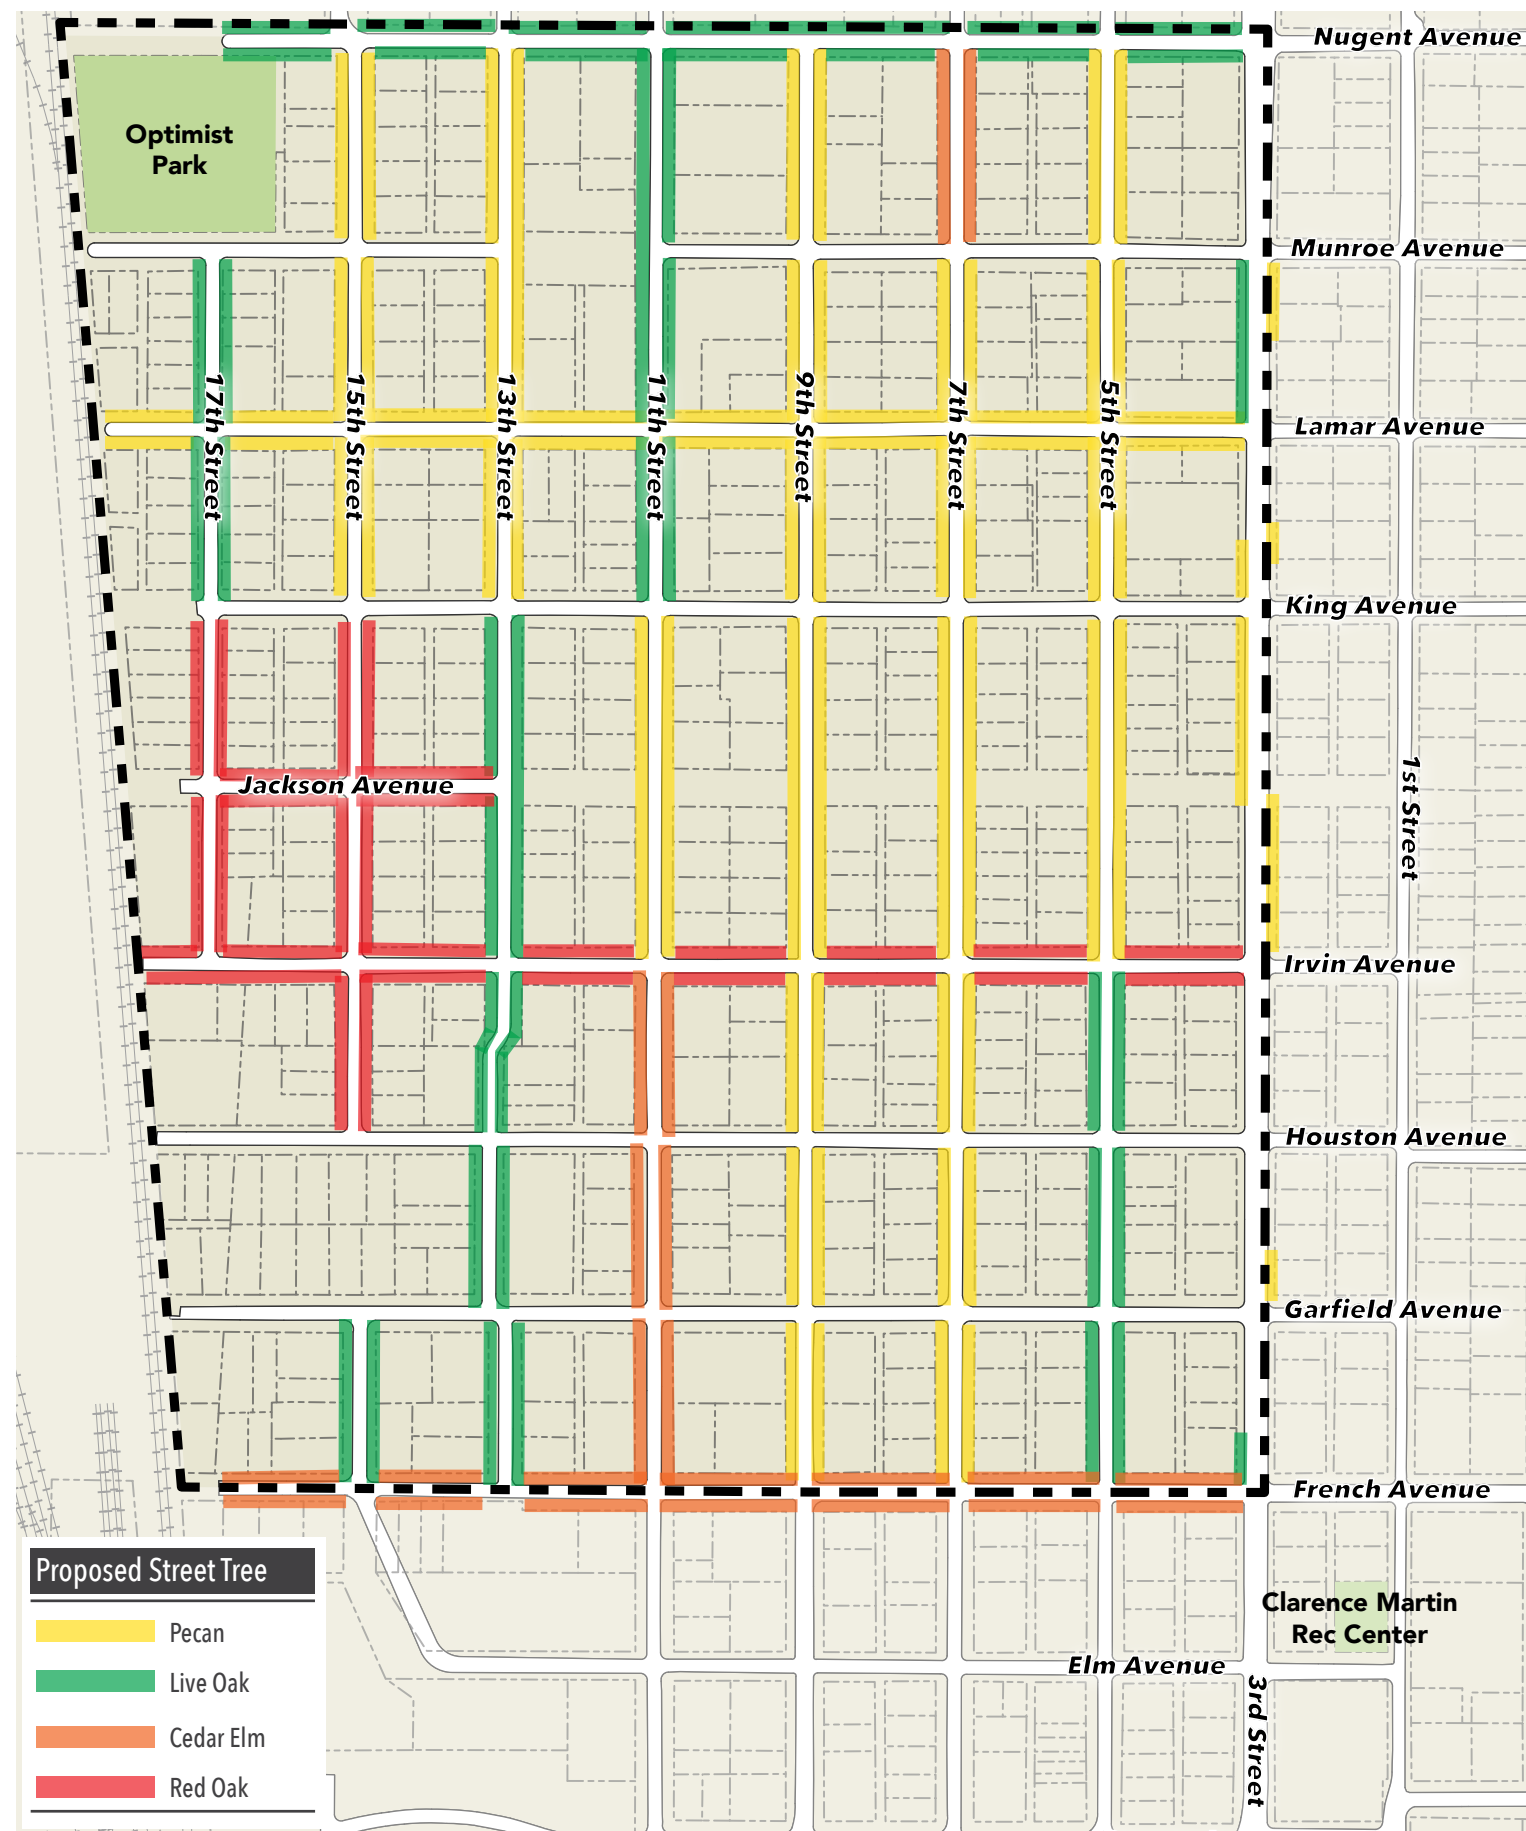 Nugent Avenue
Optimist
Park
Munroe Avenue
17th Street
15th Street
13th Street
11th Street
9th Street
7th Street
5th Street
Lamar Avenue
King Avenue
Jackson Avenue
1st Street
Irvin Avenue
Houston Avenue
Garfield Avenue
French Avenue
Proposed Street Tree
Pecan
Live Oak
Cedar Elm
Red Oak
Clarence Martin
Rec Center
Elm Avenue
3rd Street